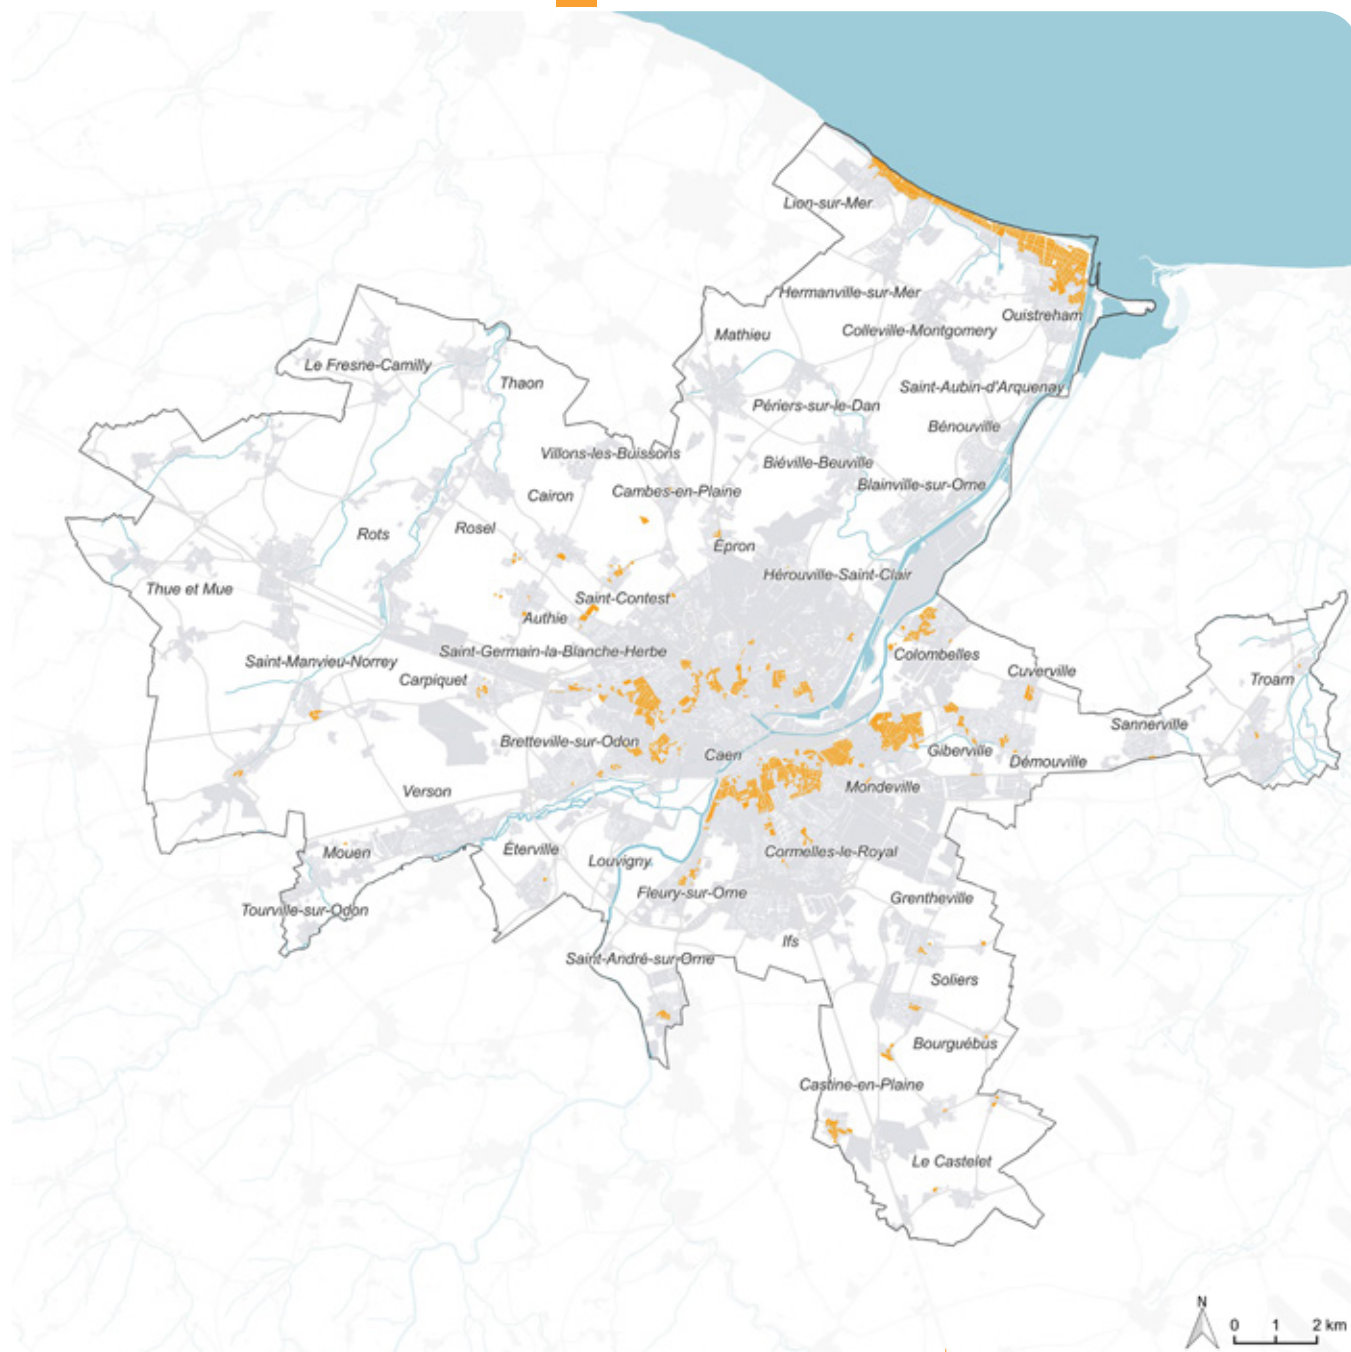 Lion-sur-Mer
Hermanville-sur-Mer
Ouistreham
Colleville-Montgomery
Mathieu
Le Fresne-Camilly
Thaon
Saint-Aubin-d'Arquenay
Périers-sur-le-Dan
Bénouville
Villons-les-Buissons
Biéville-Beuville
Blainville-sur-Orne
Cambes-en-Plaine
Cairon
Rosel
Rots
Épron
Hérouville-Saint-Clair
Thue et Mue
Saint-Contest
Authie
Saint-Germain-la-Blanche-Herbe
Colombelles
Saint-Manvieu-Norrey
Cuverville
Carpiquet
Troarn
Sannerville
Bretteville-sur-Odon
Caen
Giberville
Démouville
Mondeville
Verson
Mouen
Éterville
Louvigny
Cormelles-le-Royal
Fleury-sur-Orne
Grentheville
Tourville-sur-Odon
Ifs
Saint-André-sur-Orne
Soliers
Bourguébus
Castine-en-Plaine
Le Castelet
N
0 1 2 km